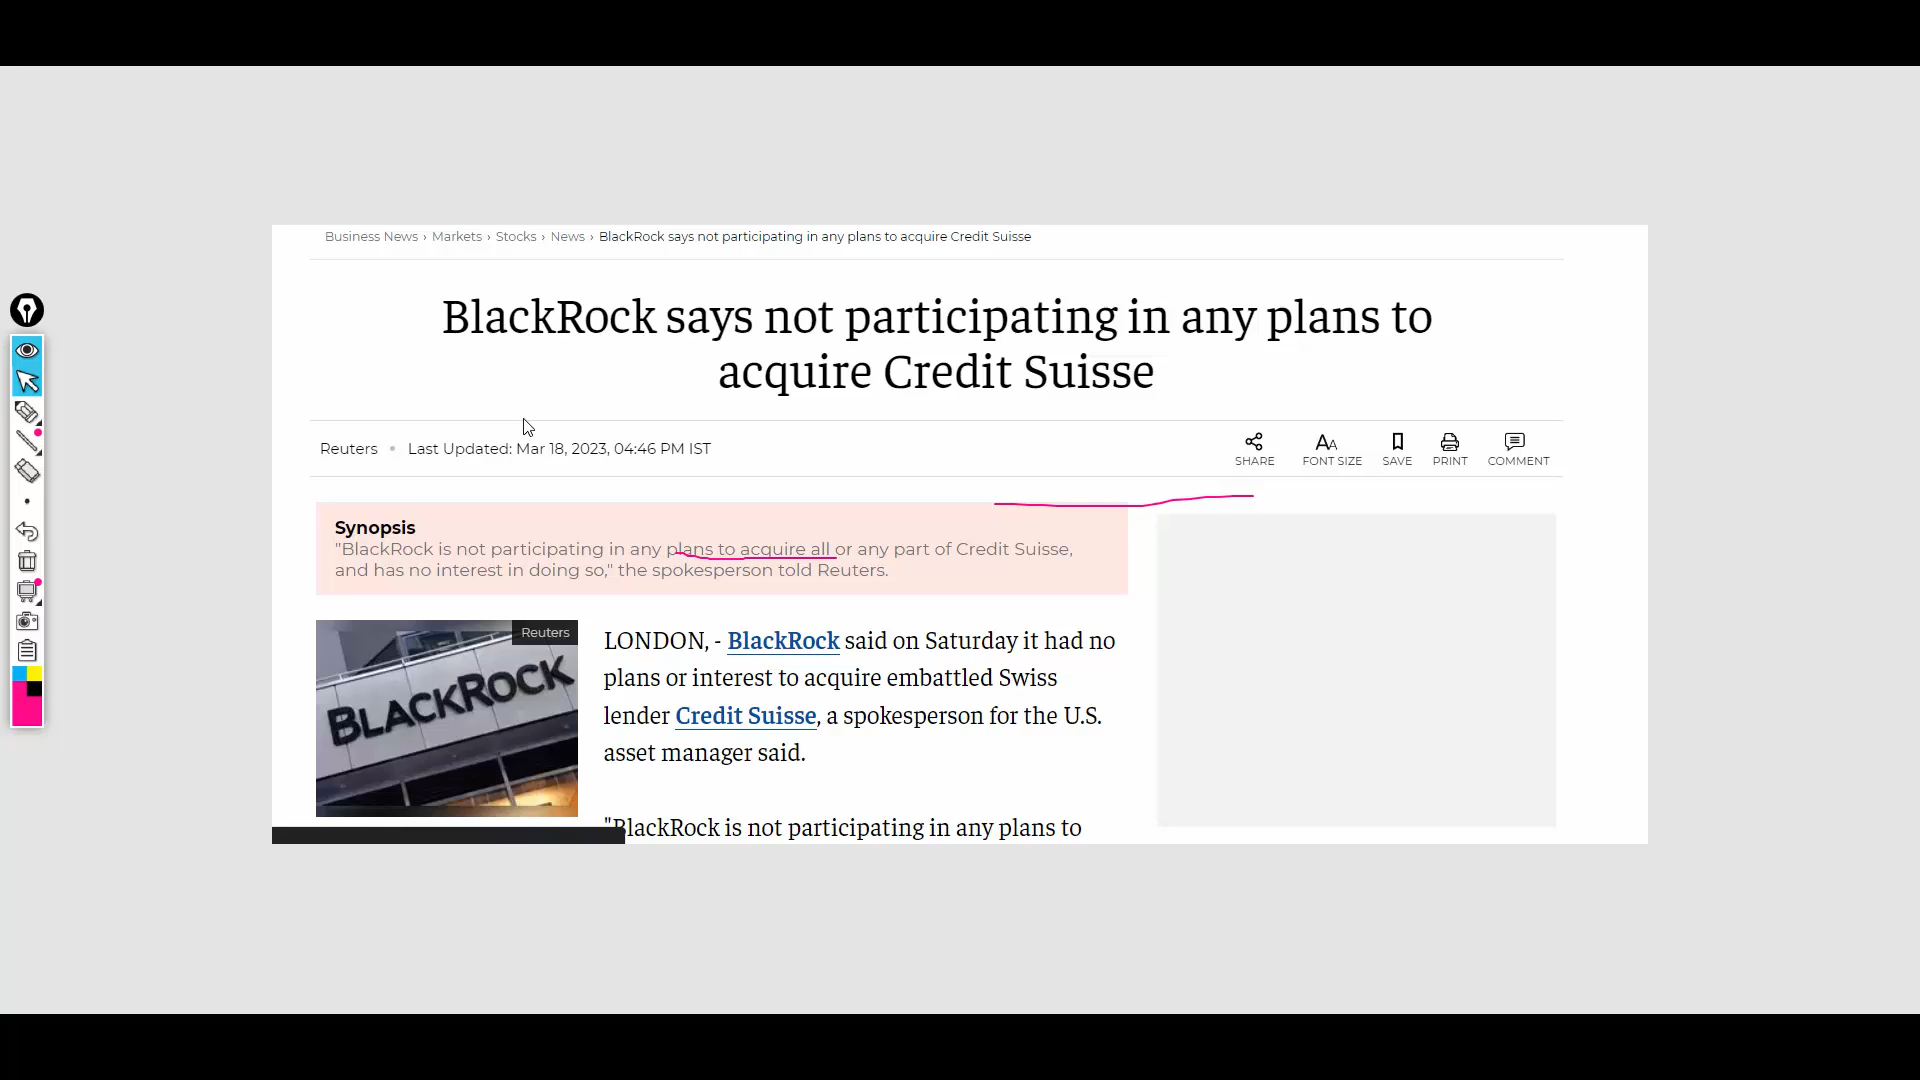 Business News › Markets › Stocks › News › BlackRock says not participating in any plans to acquire Credit Suisse
BlackRock says not participating in any plans to
acquire Credit Suisse
Reuters • Last Updated: Mar 18, 2023, 04:46 PM IST
SHARE
FONT SIZE
SAVE
PRINT
COMMENT
Synopsis
"BlackRock is not participating in any plans to acquire all or any part of Credit Suisse,
and has no interest in doing so," the spokesperson told Reuters.
Reuters
BLACKROCK
LONDON, - BlackRock said on Saturday it had no
plans or interest to acquire embattled Swiss
lender Credit Suisse, a spokesperson for the U.S.
asset manager said.
"BlackRock is not participating in any plans to